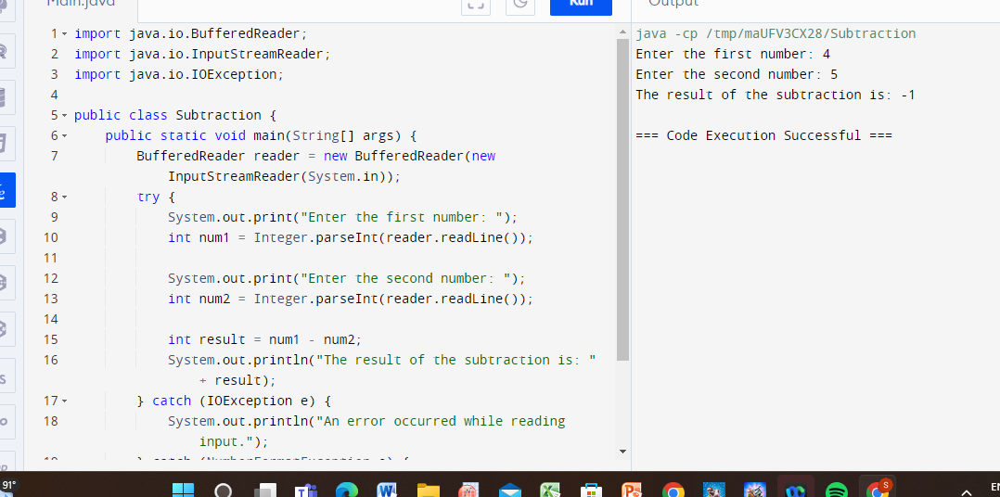 Main.java
Run
Output
1 import java.io.BufferedReader;
2 import java.io.InputStreamReader;
3 import java.io.IOException;
4
5 public class Subtraction {
6 public static void main(String[] args) {
7 BufferedReader reader = new BufferedReader(new
InputStreamReader(System.in));
8 try {
9 System.out.print("Enter the first number: ");
10 int num1 = Integer.parseInt(reader.readLine());
11
12 System.out.print("Enter the second number: ");
13 int num2 = Integer.parseInt(reader.readLine());
14
15 int result = num1 - num2;
16 System.out.println("The result of the subtraction is: "
+ result);
17 } catch (IOException e) {
18 System.out.println("An error occurred while reading
input.");
19 } catch (NumberFormatException e) {
java -cp /tmp/maUFV3CX28/Subtraction
Enter the first number: 4
Enter the second number: 5
The result of the subtraction is: -1
=== Code Execution Successful ===
91°
S
EN